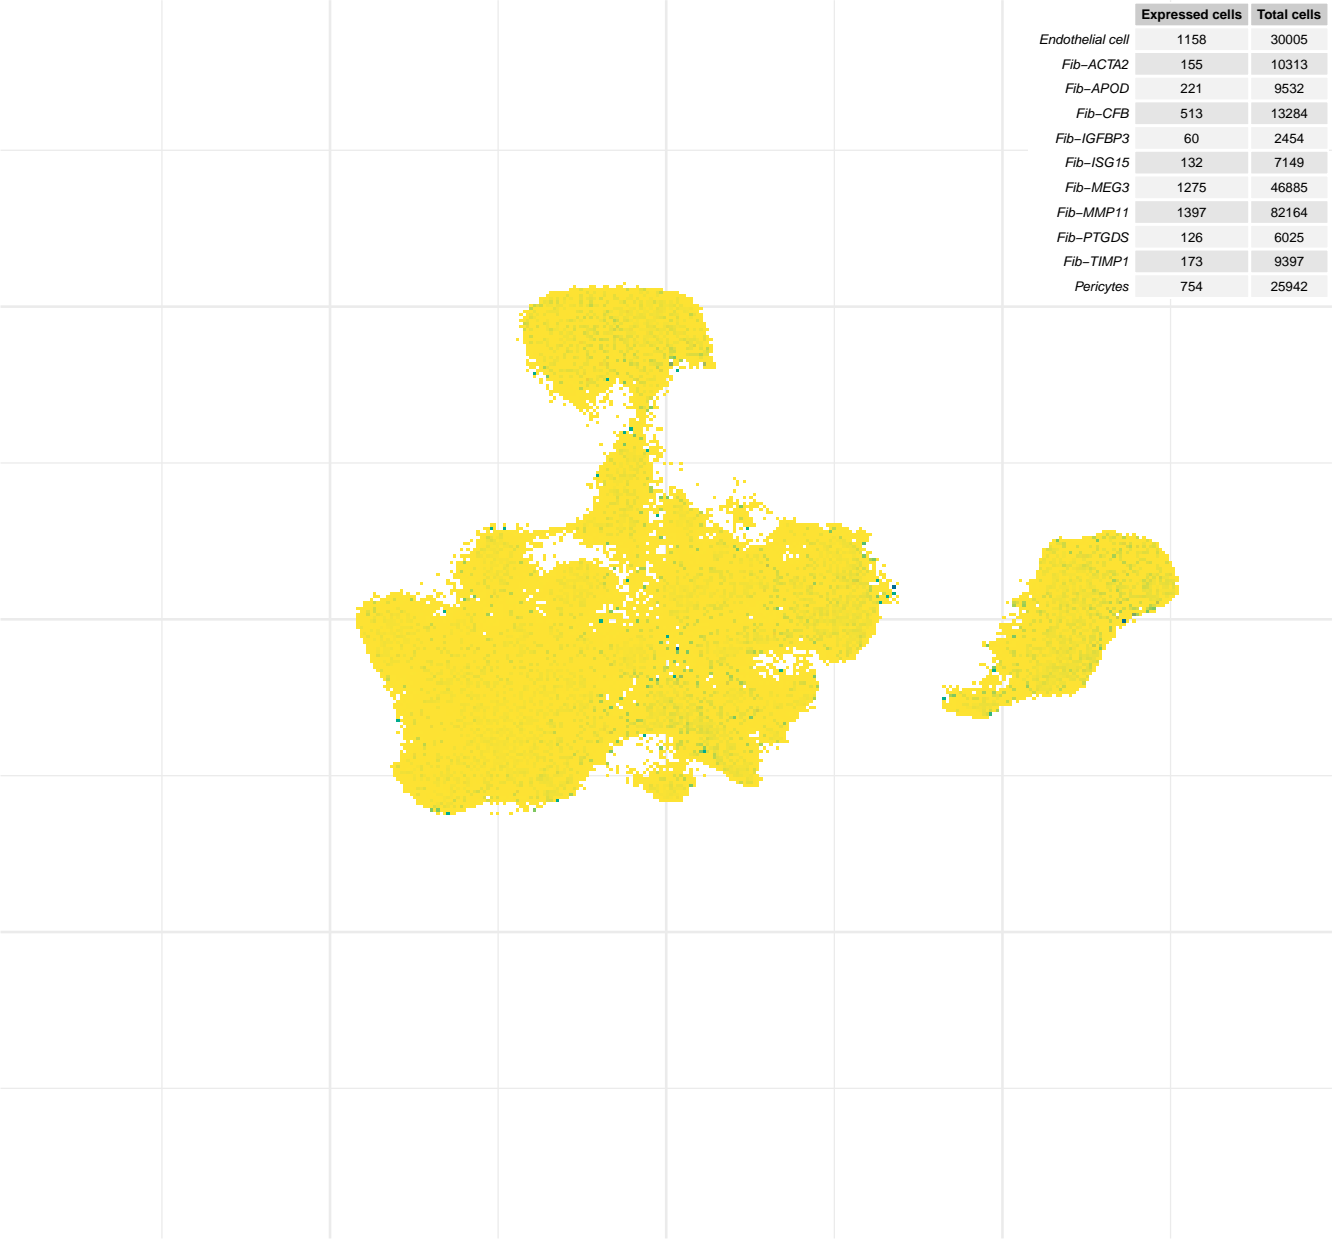 Expressed cells Total cells
Endothelial cell 1158 30005
Fib−ACTA2 155 10313
Fib−APOD 221 9532
Fib−CFB 513 13284
Fib−IGFBP3 60 2454
Fib−ISG15 132 7149
Fib−MEG3 1275 46885
Fib−MMP11 1397 82164
Fib−PTGDS 126 6025
Fib−TIMP1 173 9397
Pericytes 754 25942